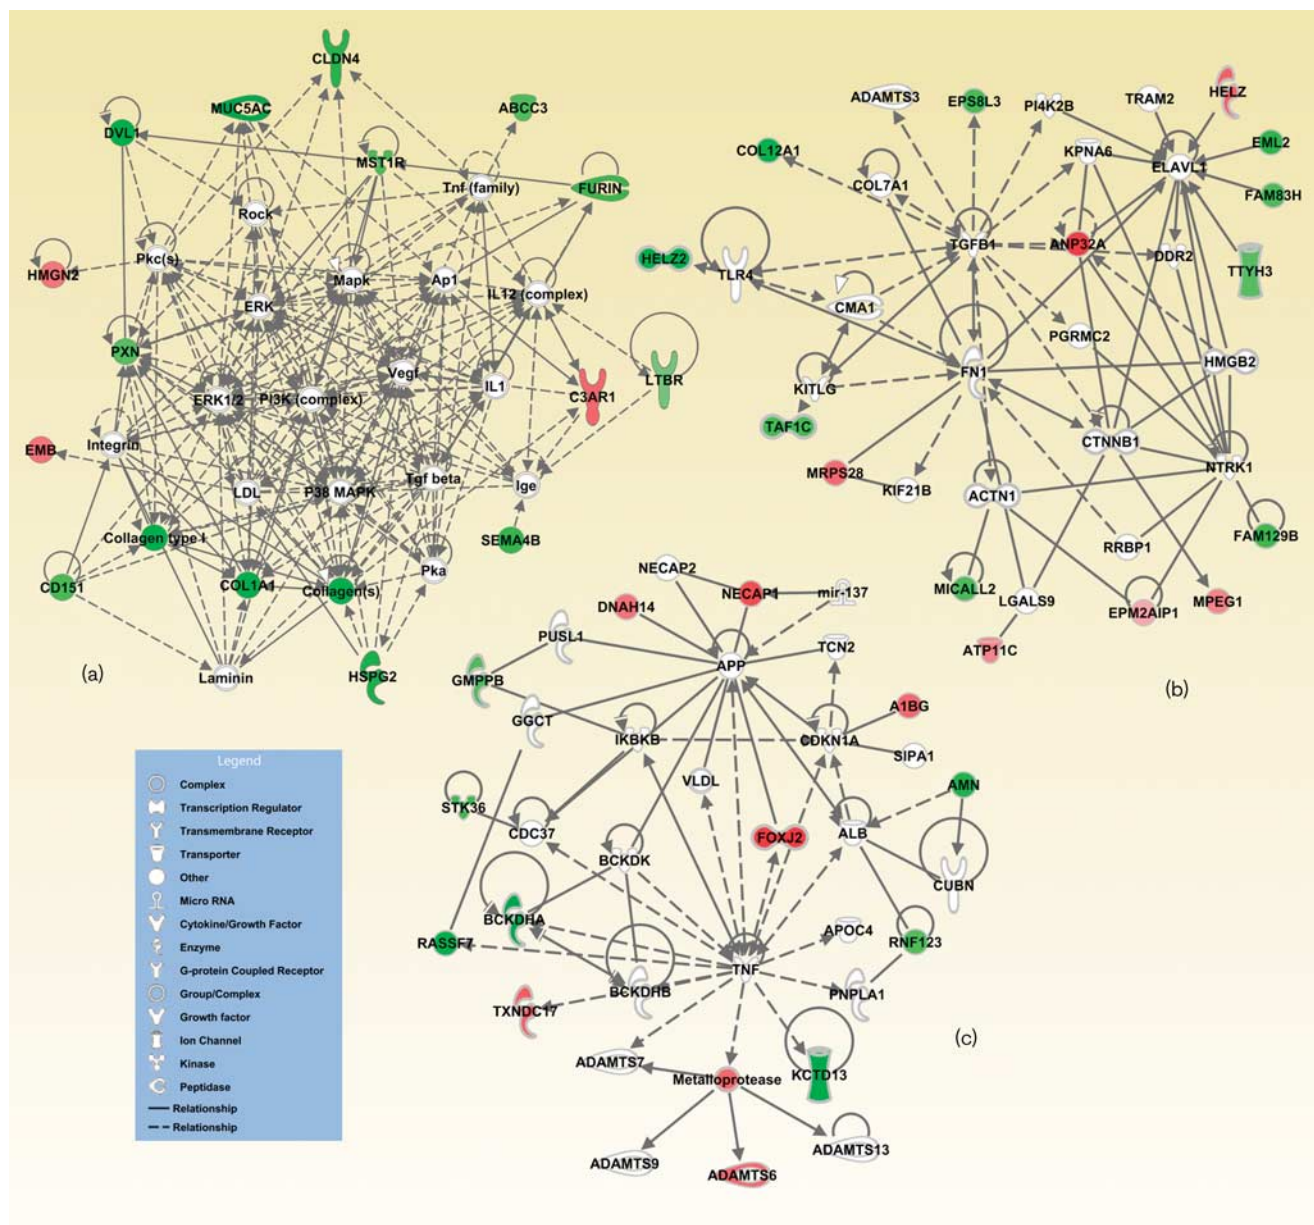 CLDN4
MUC5AC
ABCC3
DVL1
MST1R
Tnf (family)
FURIN
Rock
Pkc(s)
HMGN2
Mapk
Ap1
IL12 (complex)
ERK
PXN
Vegf
IL1
C3AR1
LTBR
ERK1/2
PI3K (complex)
EMB
Integrin
LDL
P38 MAPK
Tgf beta
Ige
Collagen type I
SEMA4B
CD151
COL1A1
Collagen(s)
Pka
(a)
Laminin
HSPG2
ADAMTS3
EPS8L3
PI4K2B
TRAM2
HELZ
COL12A1
KPNA6
ELAVL1
EML2
COL7A1
FAM83H
TGFB1
ANP32A
DDR2
TTYH3
HELZ2
TLR4
CMA1
PGRMC2
KITLG
FN1
HMGB2
TAF1C
CTNNB1
MRPS28
KIF21B
ACTN1
NTRK1
RRBP1
FAM129B
MICALL2
LGALS9
EPM2AIP1
MPEG1
ATP11C
(b)
NECAP2
NECAP1
mir-137
DNAH14
PUSL1
APP
TCN2
GMPPB
GGCT
A1BG
IKBKB
CDKN1A
SIPA1
VLDL
AMN
STK36
CDC37
FOXJ2
ALB
BCKDK
CUBN
BCKDHA
APOC4
RASSF7
RNF123
TNF
BCKDHB
PNPLA1
TXNDC17
(c)
ADAMTS7
Metalloprotease
KCTD13
ADAMTS9
ADAMTS6
ADAMTS13
Legend
Complex
Transcription Regulator
Transmembrane Receptor
Transporter
Other
Micro RNA
Cytokine/Growth Factor
Enzyme
G-protein Coupled Receptor
Group/Complex
Growth factor
Ion Channel
Kinase
Peptidase
Relationship
Relationship